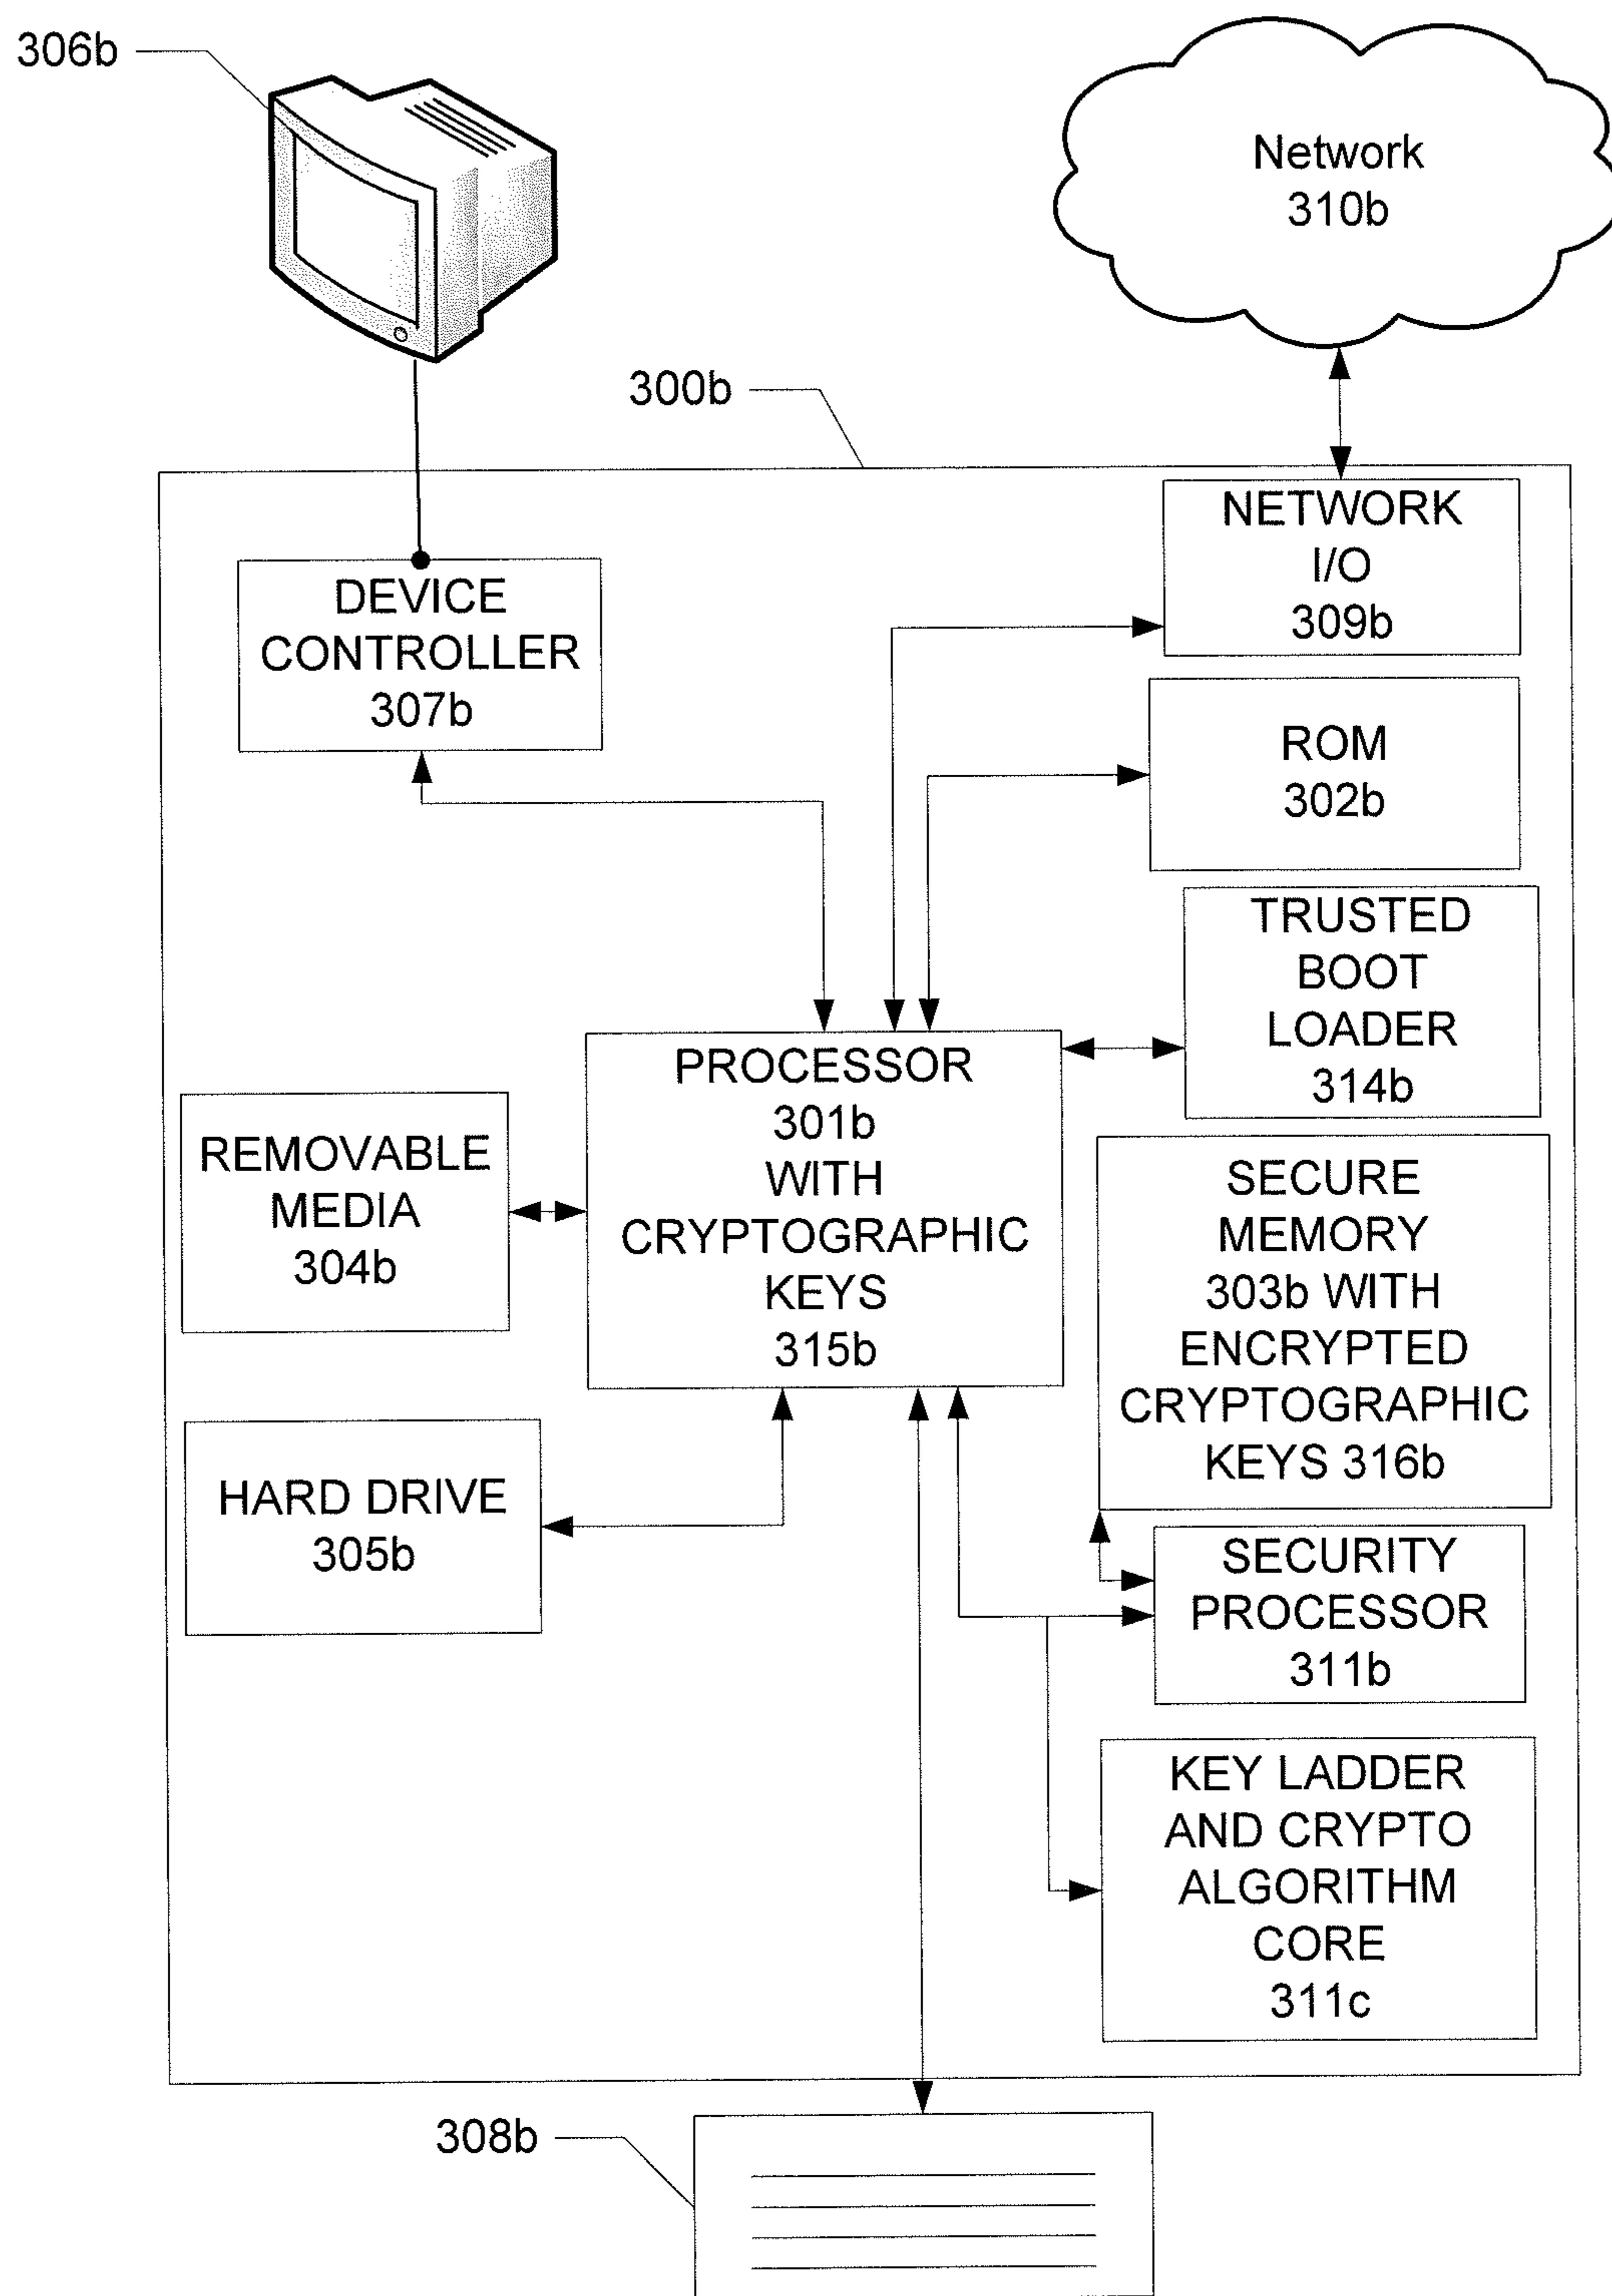 306b
Network
310b
300b
NETWORK
I/O
309b
DEVICE
CONTROLLER
307b
ROM
302b
TRUSTED
BOOT
LOADER
314b
PROCESSOR
301b
WITH
CRYPTOGRAPHIC
KEYS
315b
REMOVABLE
MEDIA
304b
SECURE
MEMORY
303b WITH
ENCRYPTED
CRYPTOGRAPHIC
KEYS 316b
HARD DRIVE
305b
SECURITY
PROCESSOR
311b
KEY LADDER
AND CRYPTO
ALGORITHM
CORE
311c
308b